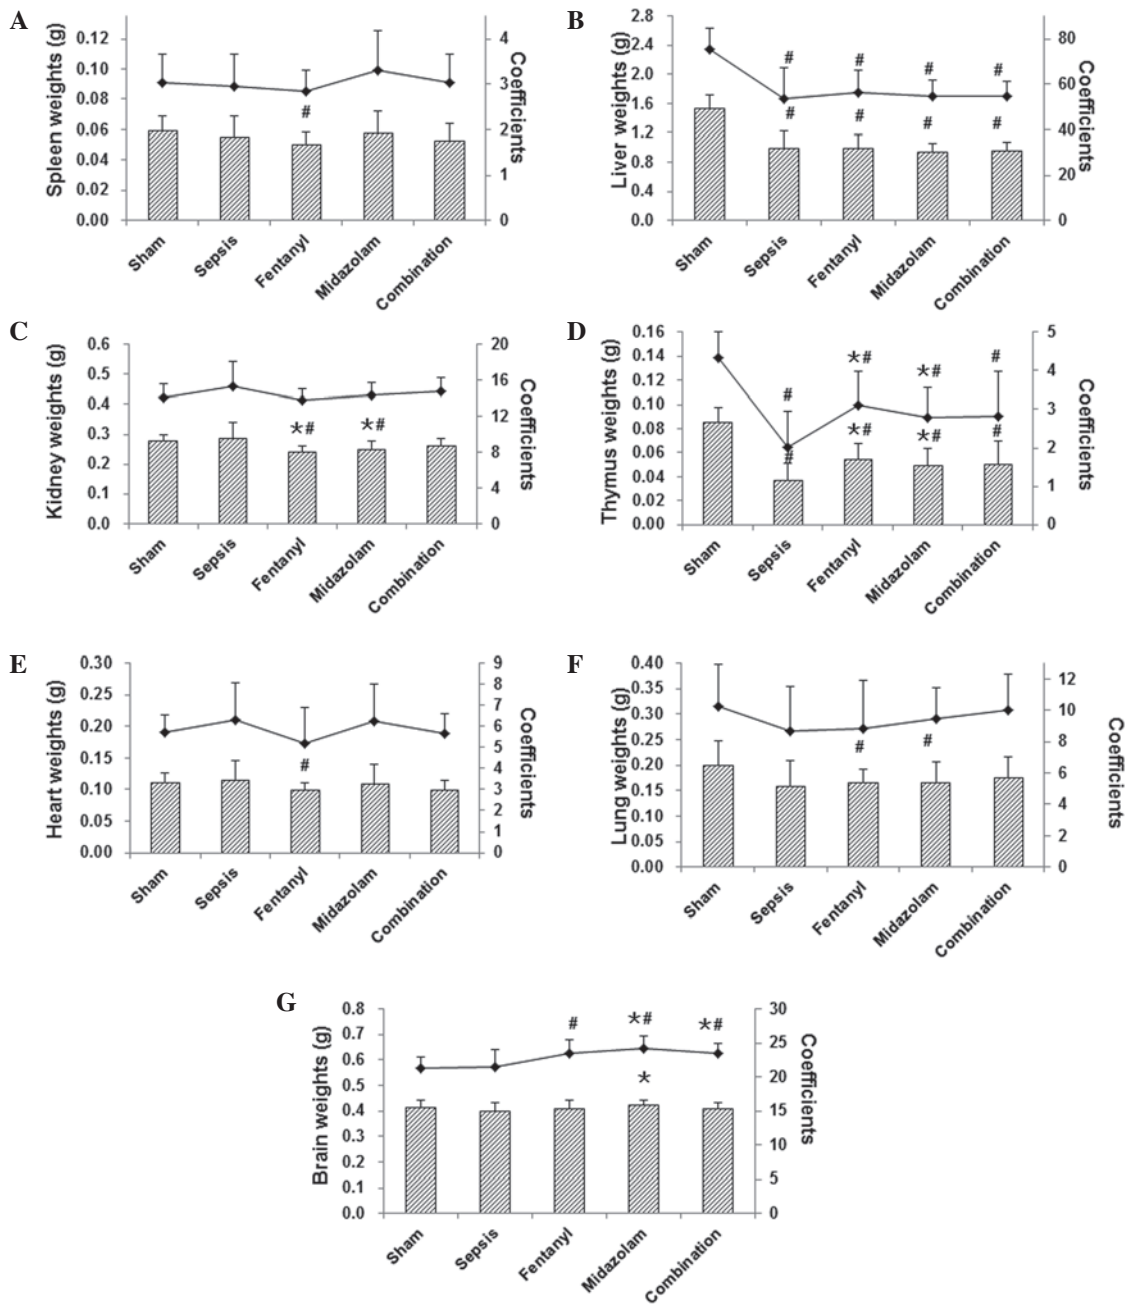 A
Spleen weights (g)
0.12
0.10
0.08
0.06
0.04
0.02
0.00
#
4
3
2
1
0
Coefficients
Sham
Sepsis
Fentanyl
Midazolam
Combination
B
Liver weights (g)
2.8
2.4
2.0
1.6
1.2
0.8
0.4
0.0
# # # #
# # # #
80
60
40
20
0
Coefficients
Sham
Sepsis
Fentanyl
Midazolam
Combination
C
Kidney weights (g)
0.6
0.5
0.4
0.3
0.2
0.1
0.0
*# *#
20
16
12
8
4
0
Coefficients
Sham
Sepsis
Fentanyl
Midazolam
Combination
D
Thymus weights (g)
0.16
0.14
0.12
0.10
0.08
0.06
0.04
0.02
0.00
# *# *# #
# *# *# #
5
4
3
2
1
0
Coefficients
Sham
Sepsis
Fentanyl
Midazolam
Combination
E
Heart weights (g)
0.30
0.25
0.20
0.15
0.10
0.05
0.00
#
9
8
7
6
5
4
3
2
1
0
Coefficients
Sham
Sepsis
Fentanyl
Midazolam
Combination
F
Lung weights (g)
0.40
0.35
0.30
0.25
0.20
0.15
0.10
0.05
0.00
# #
12
10
8
6
4
2
0
Coefficients
Sham
Sepsis
Fentanyl
Midazolam
Combination
G
Brain weights (g)
0.8
0.7
0.6
0.5
0.4
0.3
0.2
0.1
0.0
# *# *#
*
30
25
20
15
10
5
0
Coefficients
Sham
Sepsis
Fentanyl
Midazolam
Combination